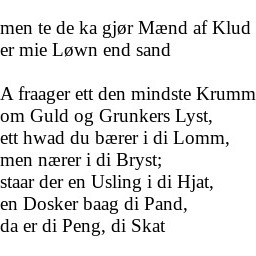 men te de ka gjør Mænd af Klud
er mie Løwn end sand

A fraager ett den mindste Krumm
om Guld og Grunkers Lyst,
ett hwad du bærer i di Lomm,
men nærer i di Bryst;
staar der en Usling i di Hjat,
en Dosker baag di Pand,
da er di Peng, di Skat